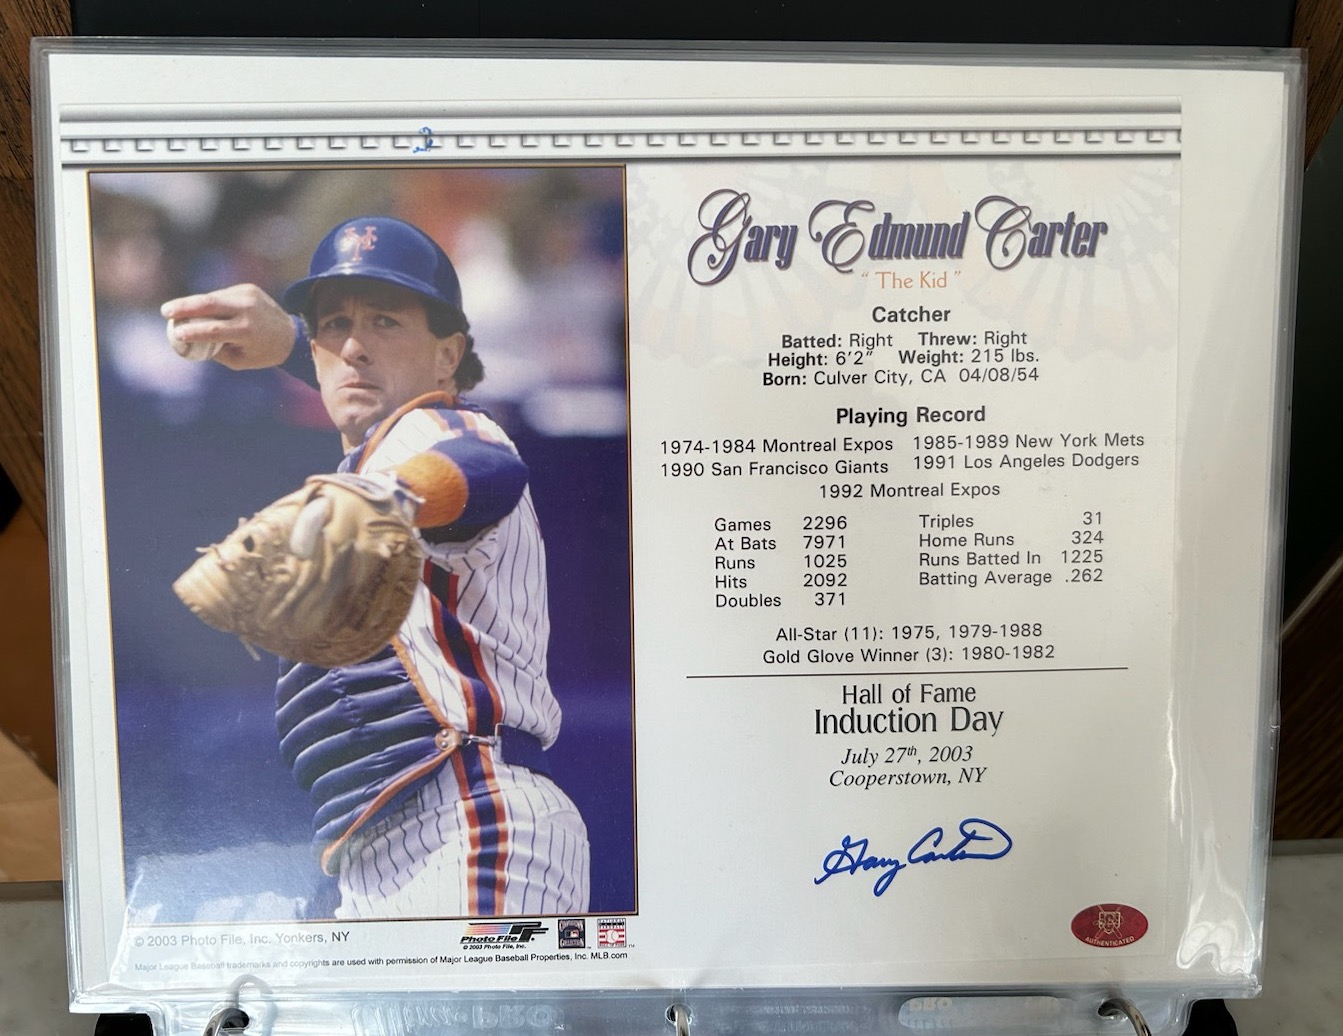 Gary Edmund Carter
“The Kid”
Catcher
Batted: Right Threw: Right
Height: 6'2" Weight: 215 lbs.
Born: Culver City, CA 04/08/54
Playing Record
1974-1984 Montreal Expos 1985-1989 New York Mets
1990 San Francisco Giants 1991 Los Angeles Dodgers
1992 Montreal Expos
Games 2296 Triples 31
At Bats 7971 Home Runs 324
Runs 1025 Runs Batted In 1225
Hits 2092 Batting Average .262
Doubles 371
All-Star (11): 1975, 1979-1988
Gold Glove Winner (3): 1980-1982
Hall of Fame
Induction Day
July 27th, 2003
Cooperstown, NY
Gary Carter
AUTHENTICATED
© 2003 Photo File, Inc. Yonkers, NY
Photo File
© 2003 Photo File, Inc.
Major League Baseball trademarks and copyrights are used with permission of Major League Baseball Properties, Inc. MLB.com